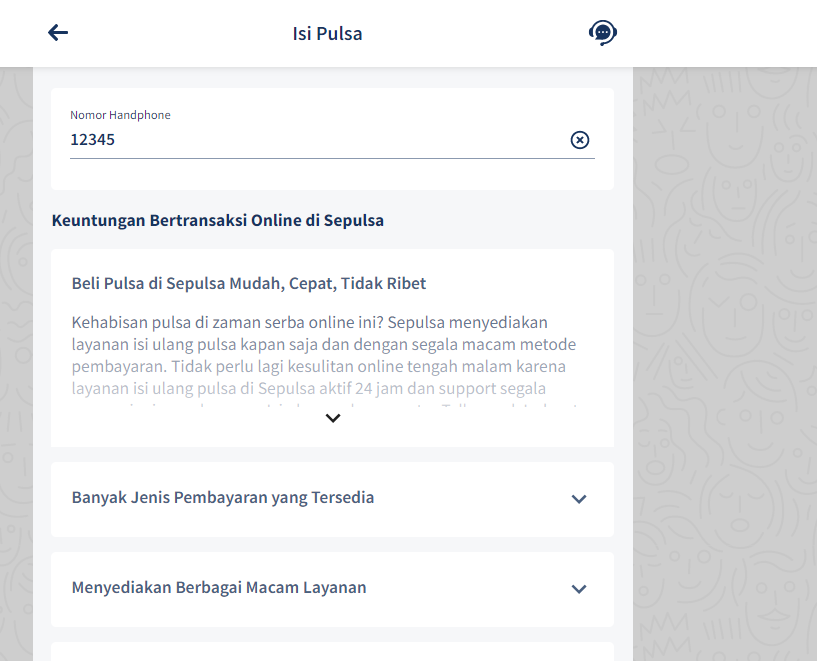 Isi Pulsa
Nomor Handphone
12345
Keuntungan Bertransaksi Online di Sepulsa
Beli Pulsa di Sepulsa Mudah, Cepat, Tidak Ribet
Kehabisan pulsa di zaman serba online ini? Sepulsa menyediakan
layanan isi ulang pulsa kapan saja dan dengan segala macam metode
pembayaran. Tidak perlu lagi kesulitan online tengah malam karena
layanan isi ulang pulsa di Sepulsa aktif 24 jam dan support segala
Banyak Jenis Pembayaran yang Tersedia
Menyediakan Berbagai Macam Layanan